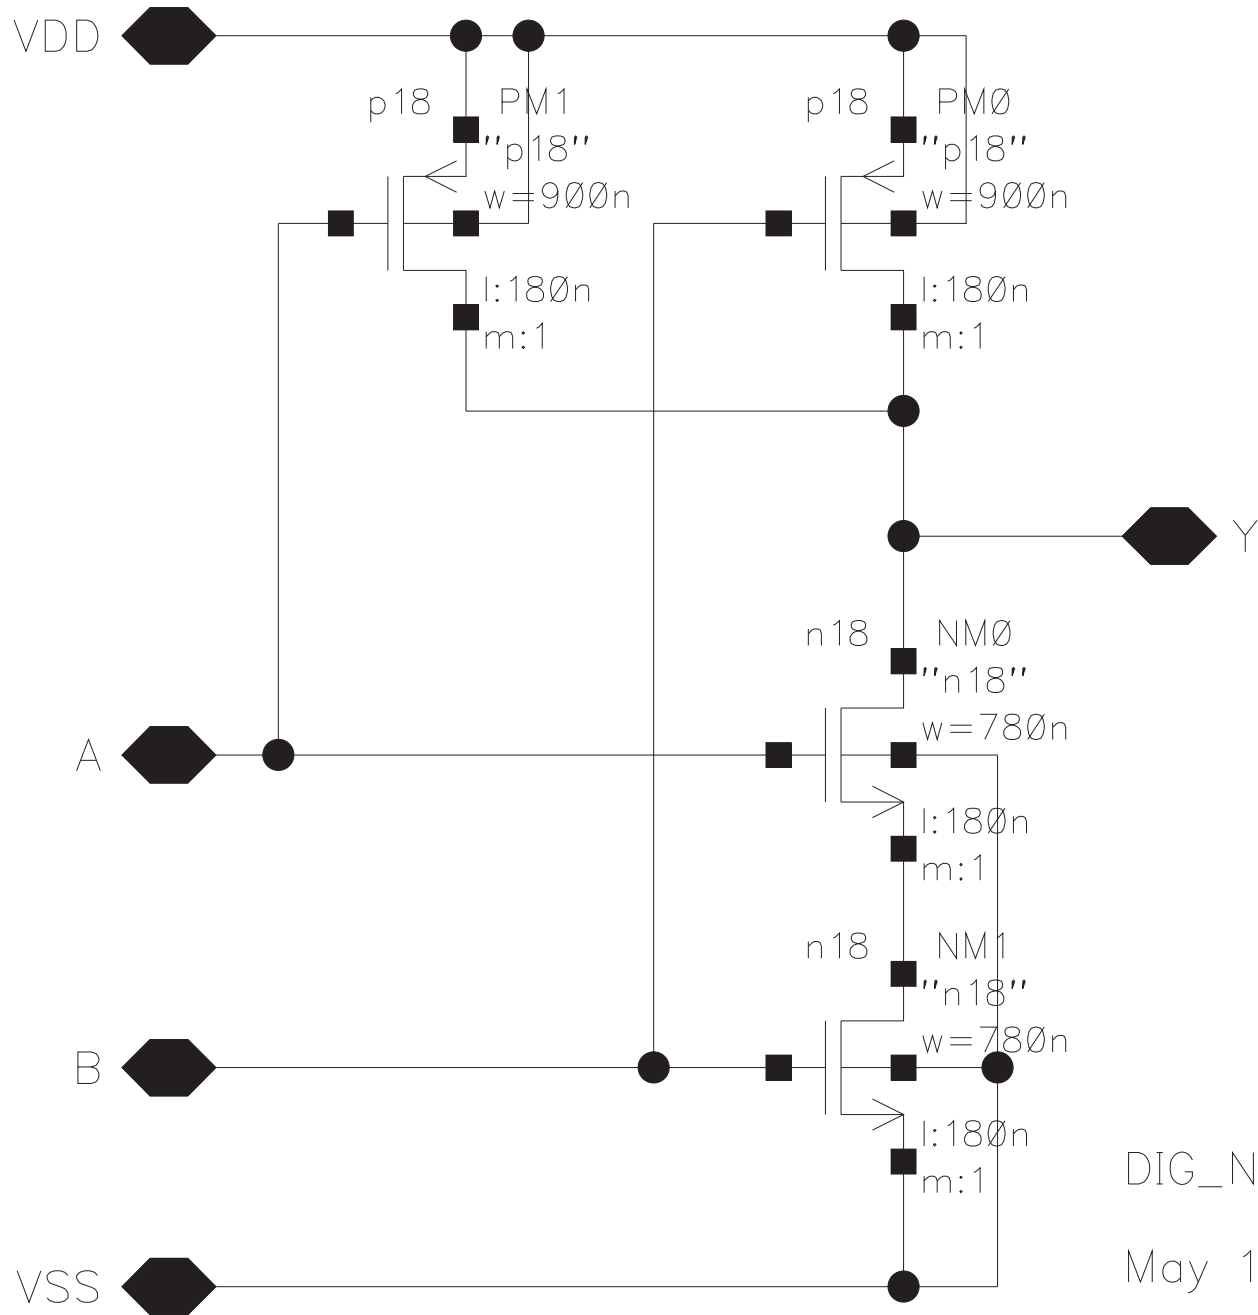 VDD
p18 PM1
"p18"
w=900n
l:180n
m:1
p18 PM0
"p18"
w=900n
l:180n
m:1
Y
n18 NM0
"n18"
w=780n
l:180n
m:1
A
n18 NM1
"n18"
w=780n
l:180n
m:1
B
DIG_N
May 1
VSS